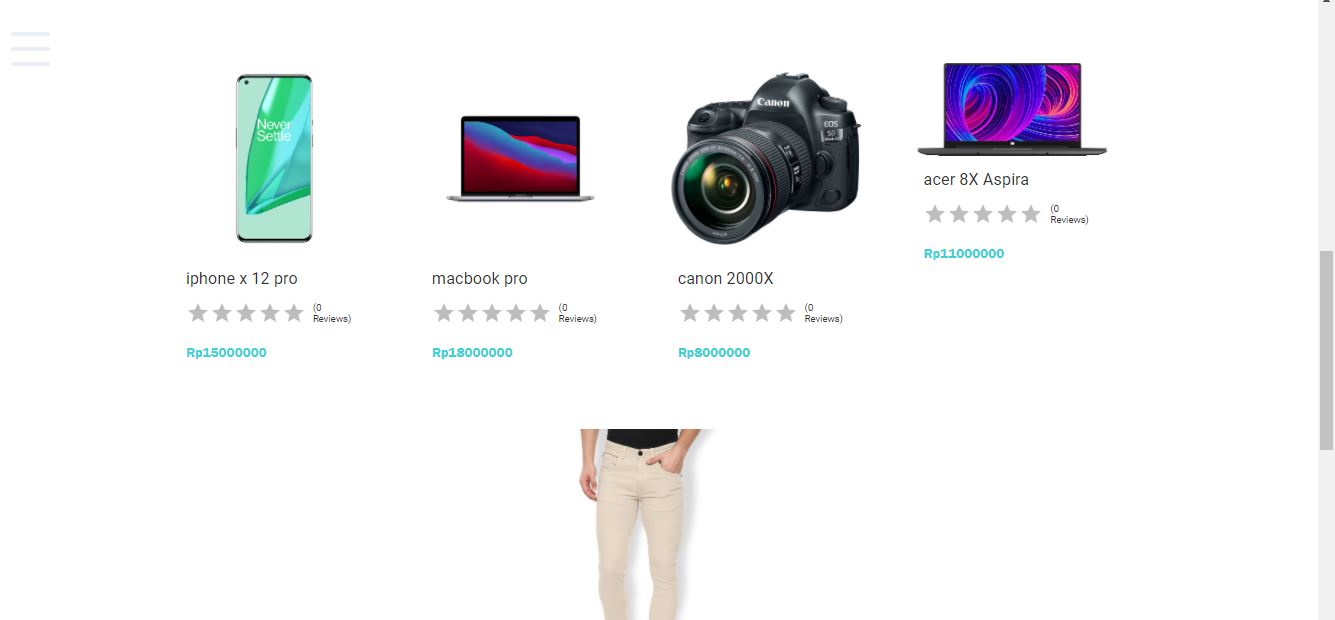 Never
Settle
Canon
EOS
5D
acer 8X Aspira
(0
Reviews)
Rp11000000
iphone x 12 pro
(0
Reviews)
Rp15000000
macbook pro
(0
Reviews)
Rp18000000
canon 2000X
(0
Reviews)
Rp8000000